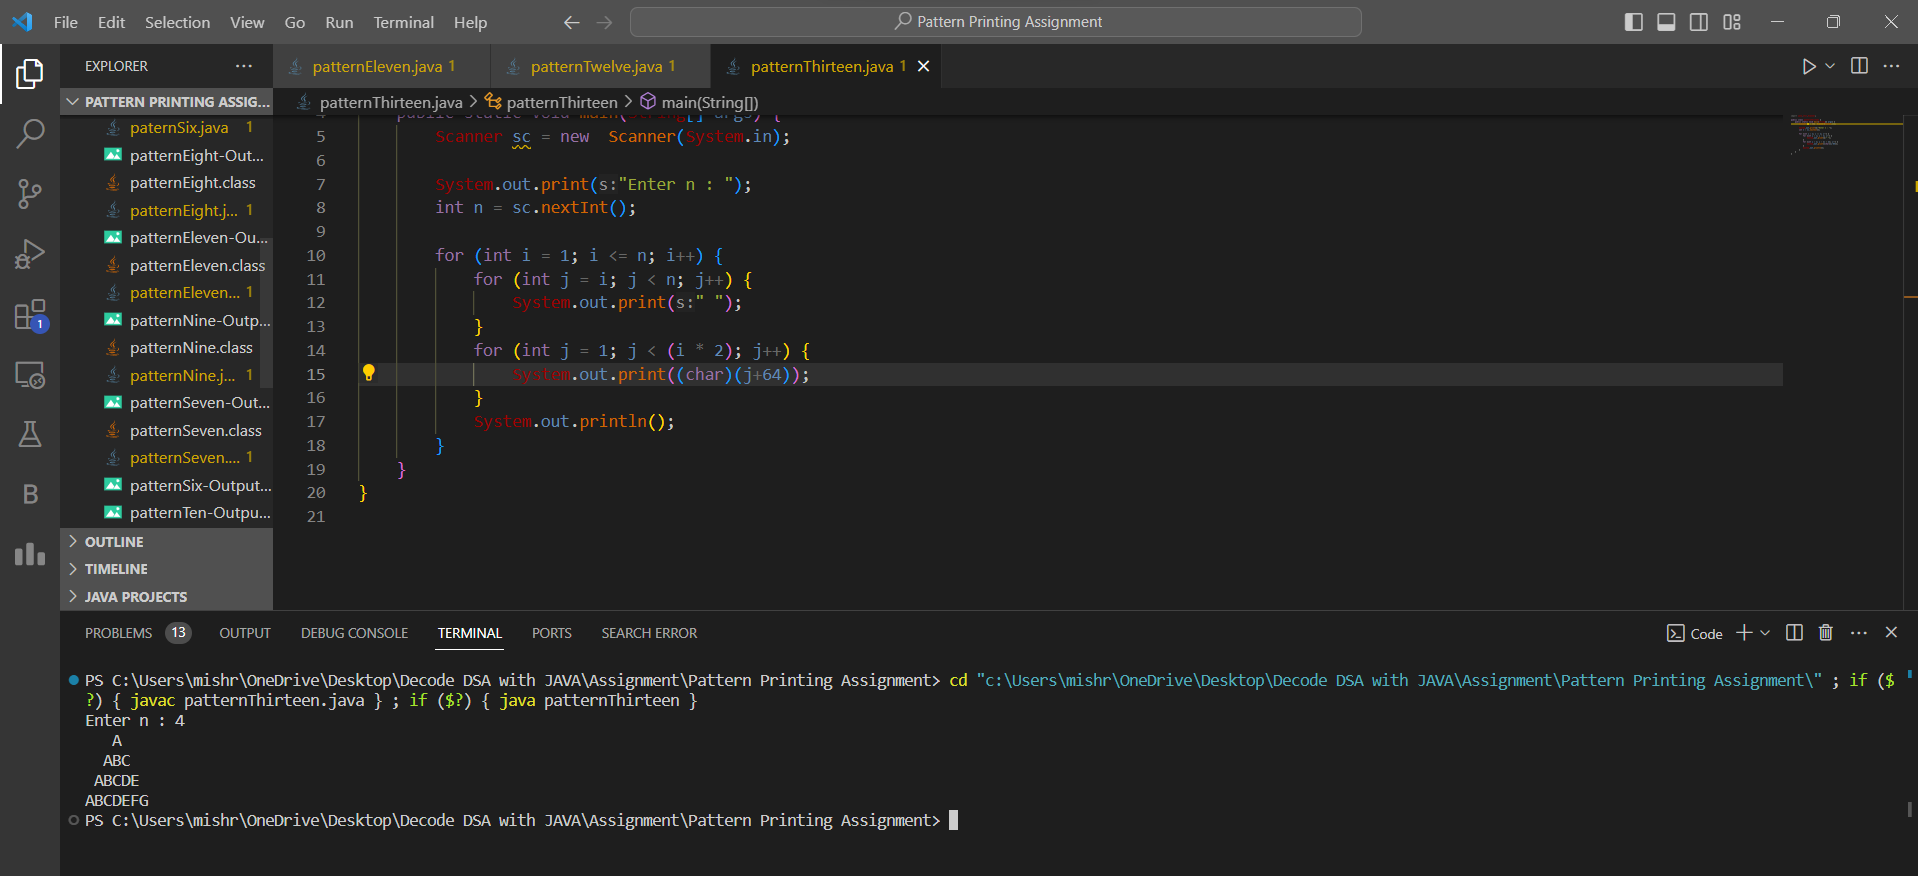 File Edit Selection View Go Run Terminal Help
Pattern Printing Assignment
EXPLORER
PATTERN PRINTING ASSIG...
paternSix.java 1
patternEight-Out...
patternEight.class
patternEight.j... 1
patternEleven-Ou...
patternEleven.class
patternEleven... 1
patternNine-Outp...
patternNine.class
patternNine.j... 1
patternSeven-Out...
patternSeven.class
patternSeven.... 1
patternSix-Output...
patternTen-Outpu...
OUTLINE
TIMELINE
JAVA PROJECTS
1
B
patternEleven.java 1
patternTwelve.java 1
patternThirteen.java 1
patternThirteen.java > patternThirteen > main(String[])
4 public static void main(String[] args) {
5 Scanner sc = new  Scanner(System.in);
6
7 System.out.print(s:"Enter n : ");
8 int n = sc.nextInt();
9
10 for (int i = 1; i <= n; i++) {
11 for (int j = i; j < n; j++) {
12 System.out.print(s:" ");
13 }
14 for (int j = 1; j < (i * 2); j++) {
15 System.out.print((char)(j+64));
16 }
17 System.out.println();
18 }
19 }
20 }
21
PROBLEMS 13 OUTPUT DEBUG CONSOLE TERMINAL PORTS SEARCH ERROR
Code
PS C:\Users\mishr\OneDrive\Desktop\Decode DSA with JAVA\Assignment\Pattern Printing Assignment> cd "c:\Users\mishr\OneDrive\Desktop\Decode DSA with JAVA\Assignment\Pattern Printing Assignment\" ; if ($
?) { javac patternThirteen.java } ; if ($?) { java patternThirteen }
Enter n : 4
   A
  ABC
 ABCDE
ABCDEFG
PS C:\Users\mishr\OneDrive\Desktop\Decode DSA with JAVA\Assignment\Pattern Printing Assignment>